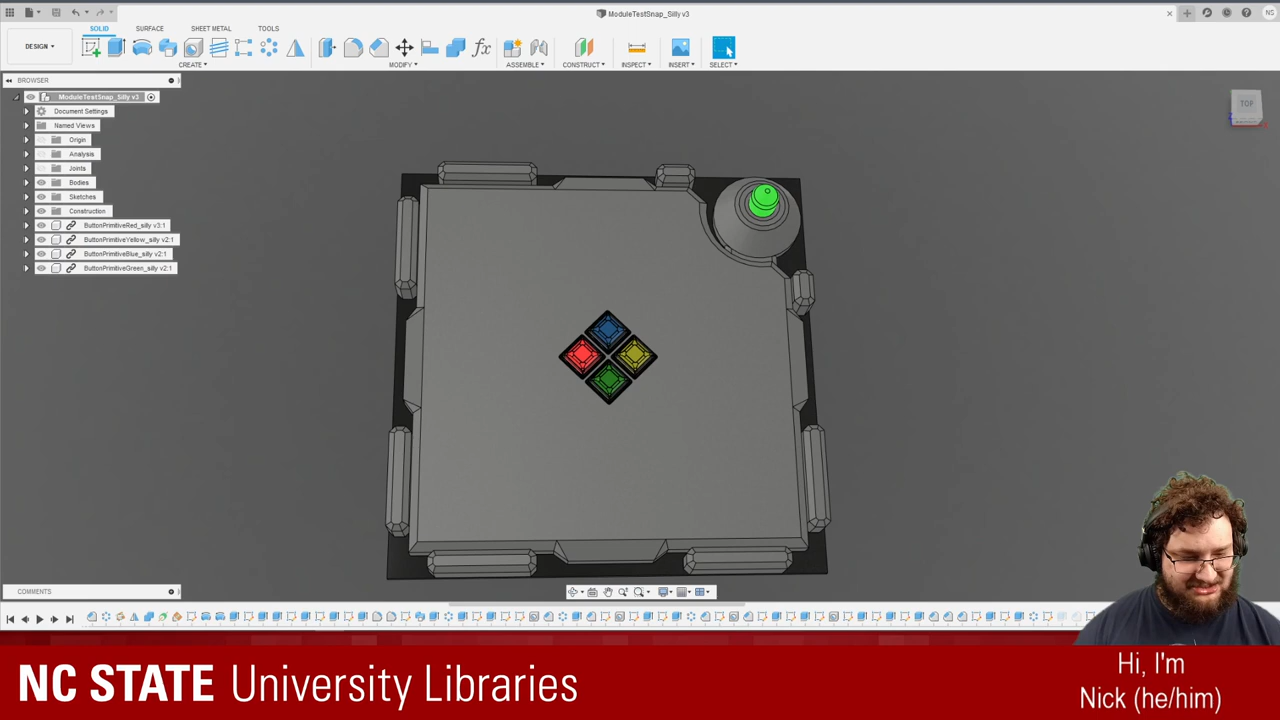 ModuleTestSnap_Silly v3
NS
DESIGN
SOLID
SURFACE
SHEET METAL
TOOLS
CREATE
MODIFY
ASSEMBLE
CONSTRUCT
INSPECT
INSERT
SELECT
BROWSER
ModuleTestSnap_Silly v3
Document Settings
Named Views
Origin
Analysis
Joints
Bodies
Sketches
Construction
ButtonPrimitiveRed_silly v3:1
ButtonPrimitiveYellow_silly v2:1
ButtonPrimitiveBlue_silly v2:1
ButtonPrimitiveGreen_silly v2:1
TOP
COMMENTS
NC STATE University Libraries
Hi, I'm
Nick (he/him)